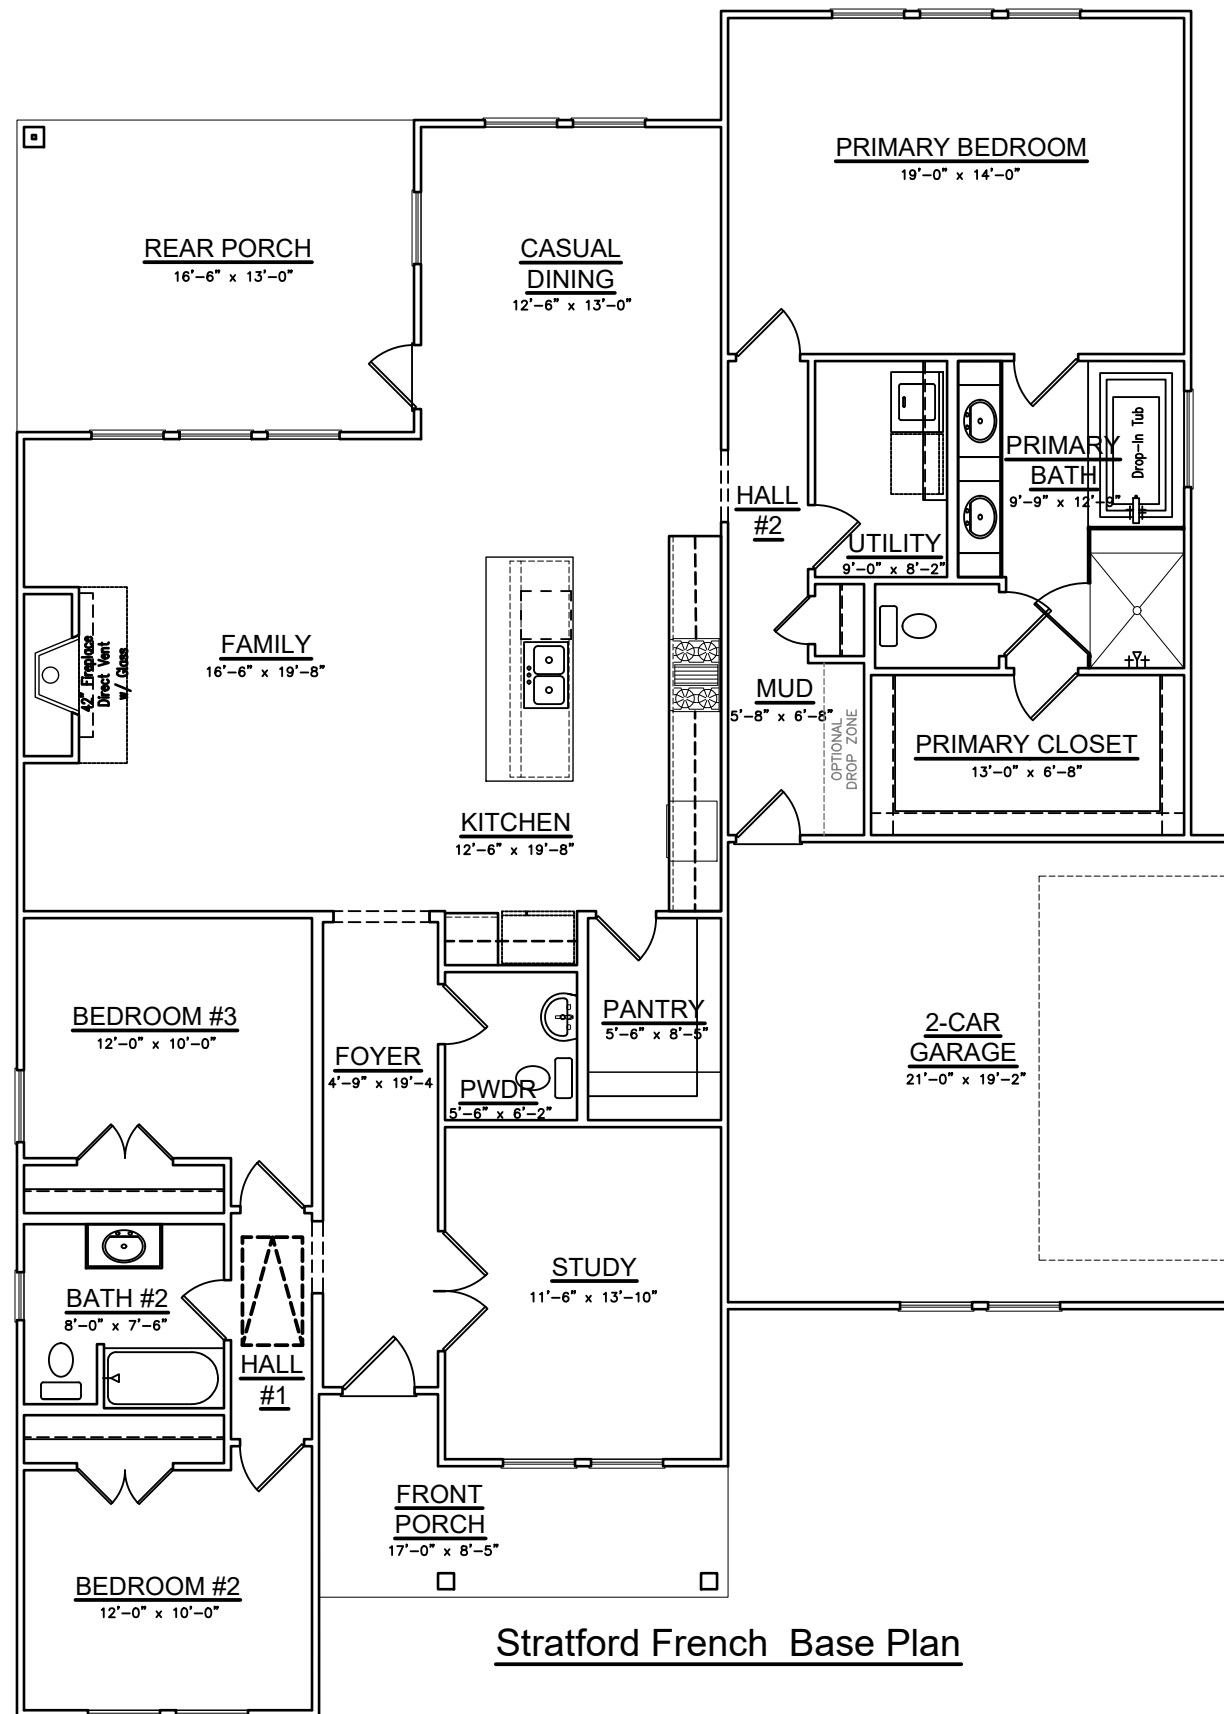 PRIMARY BEDROOM
19'-0" x 14'-0"
REAR PORCH
16'-6" x 13'-0"
CASUAL
DINING
12'-6" x 13'-0"
PRIMARY
BATH
9'-9" x 12'-9"
Drop-In Tub
HALL
#2
UTILITY
9'-0" x 8'-2"
FAMILY
16'-6" x 19'-8"
42" Fireplace
Direct Vent
w/ Glass
MUD
5'-8" x 6'-8"
OPTIONAL
DROP ZONE
PRIMARY CLOSET
13'-0" x 6'-8"
KITCHEN
12'-6" x 19'-8"
BEDROOM #3
12'-0" x 10'-0"
FOYER
4'-9" x 19'-4
PWDR
5'-6" x 6'-2"
PANTRY
5'-6" x 8'-5"
2-CAR
GARAGE
21'-0" x 19'-2"
BATH #2
8'-0" x 7'-6"
HALL
#1
STUDY
11'-6" x 13'-10"
FRONT
PORCH
17'-0" x 8'-5"
BEDROOM #2
12'-0" x 10'-0"
Stratford French Base Plan